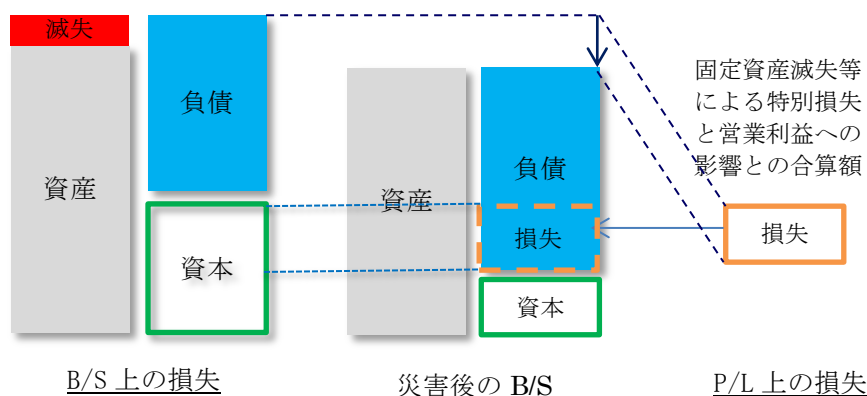 滅失
資産
負債
資本
資産
負債
損失
資本
固定資産滅失等
による特別損失
と営業利益への
影響との合算額
損失
B/S 上の損失
災害後の B/S
P/L 上の損失